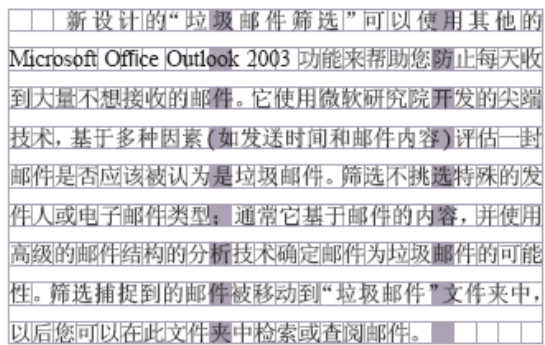 新设计的“垃圾邮件筛选”可以使用其他的
Microsoft Office Outlook 2003 功能来帮助您防止每天收
到大量不想接收的邮件。它使用微软研究院开发的尖端
技术，基于多种因素(如发送时间和邮件内容)评估一封
邮件是否应该被认为是垃圾邮件。筛选不挑选特殊的发
件人或电子邮件类型；通常它基于邮件的内容，并使用
高级的邮件结构的分析技术确定邮件为垃圾邮件的可能
性。筛选捕捉到的邮件被移动到“垃圾邮件”文件夹中，
以后您可以在此文件夹中检索或查阅邮件。